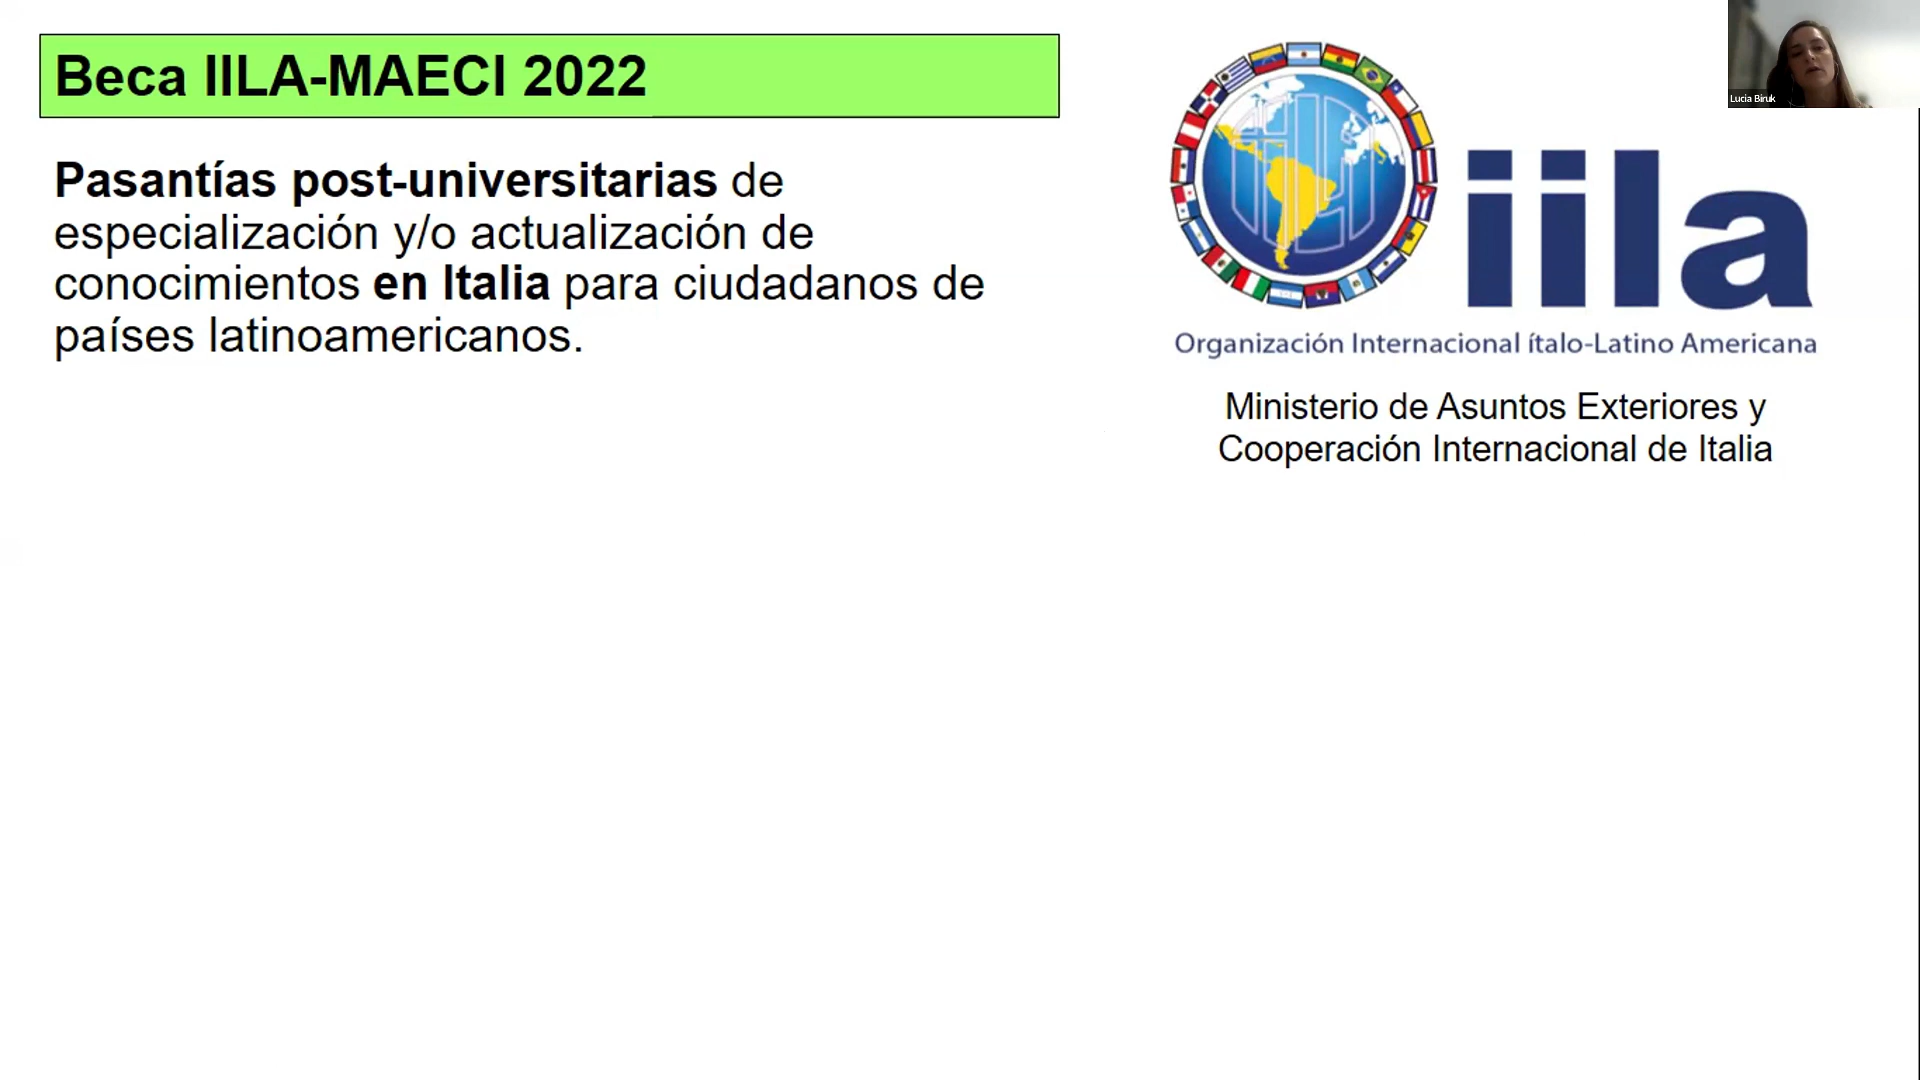 Beca IILA-MAECI 2022
Pasantías post-universitarias de
especialización y/o actualización de
conocimientos en Italia para ciudadanos de
países latinoamericanos.
iila
Organización Internacional ítalo-Latino Americana
Ministerio de Asuntos Exteriores y
Cooperación Internacional de Italia
Lucia Biruk